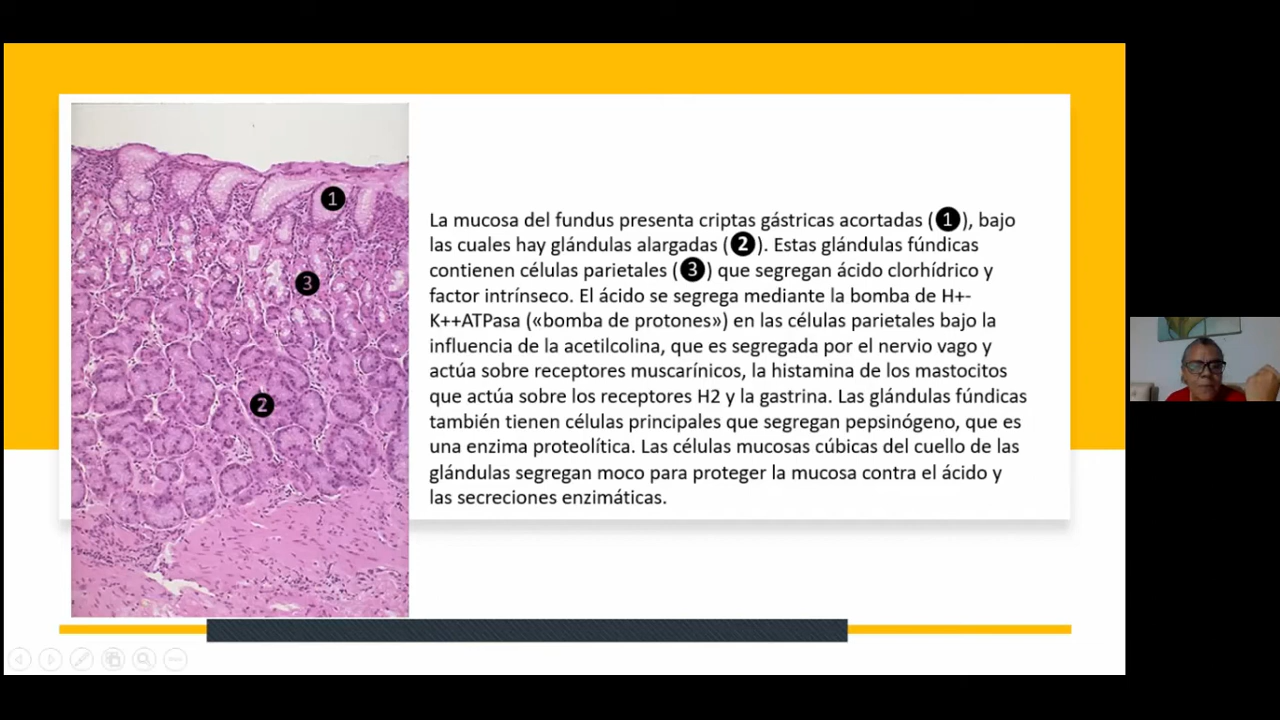 1
3
2
La mucosa del fundus presenta criptas gástricas acortadas (1), bajo
las cuales hay glándulas alargadas (2). Estas glándulas fúndicas
contienen células parietales (3) que segregan ácido clorhídrico y
factor intrínseco. El ácido se segrega mediante la bomba de H+-
K++ATPasa («bomba de protones») en las células parietales bajo la
influencia de la acetilcolina, que es segregada por el nervio vago y
actúa sobre receptores muscarínicos, la histamina de los mastocitos
que actúa sobre los receptores H2 y la gastrina. Las glándulas fúndicas
también tienen células principales que segregan pepsinógeno, que es
una enzima proteolítica. Las células mucosas cúbicas del cuello de las
glándulas segregan moco para proteger la mucosa contra el ácido y
las secreciones enzimáticas.